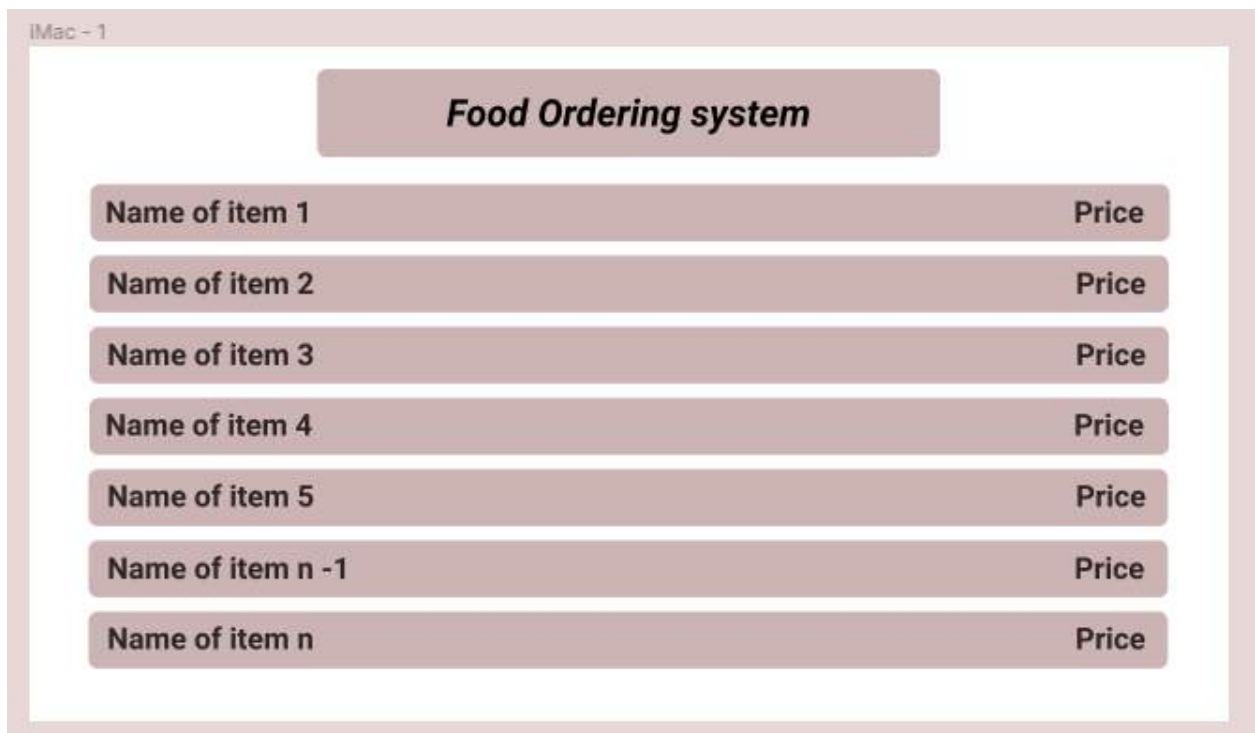 iMac - 1
Food Ordering system
Name of item 1 Price
Name of item 2 Price
Name of item 3 Price
Name of item 4 Price
Name of item 5 Price
Name of item n -1 Price
Name of item n Price